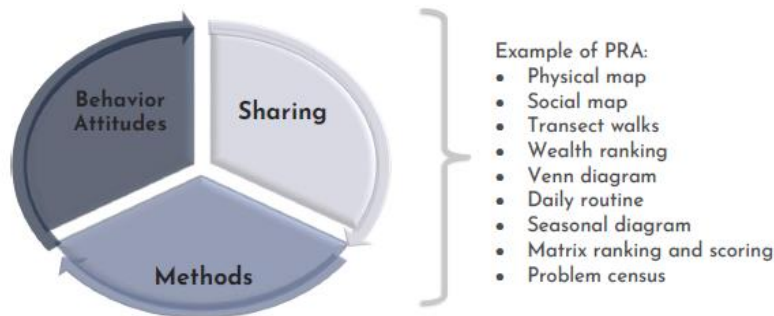 Behavior
Attitudes
Sharing
Methods
Example of PRA:
• Physical map
• Social map
• Transect walks
• Wealth ranking
• Venn diagram
• Daily routine
• Seasonal diagram
• Matrix ranking and scoring
• Problem census